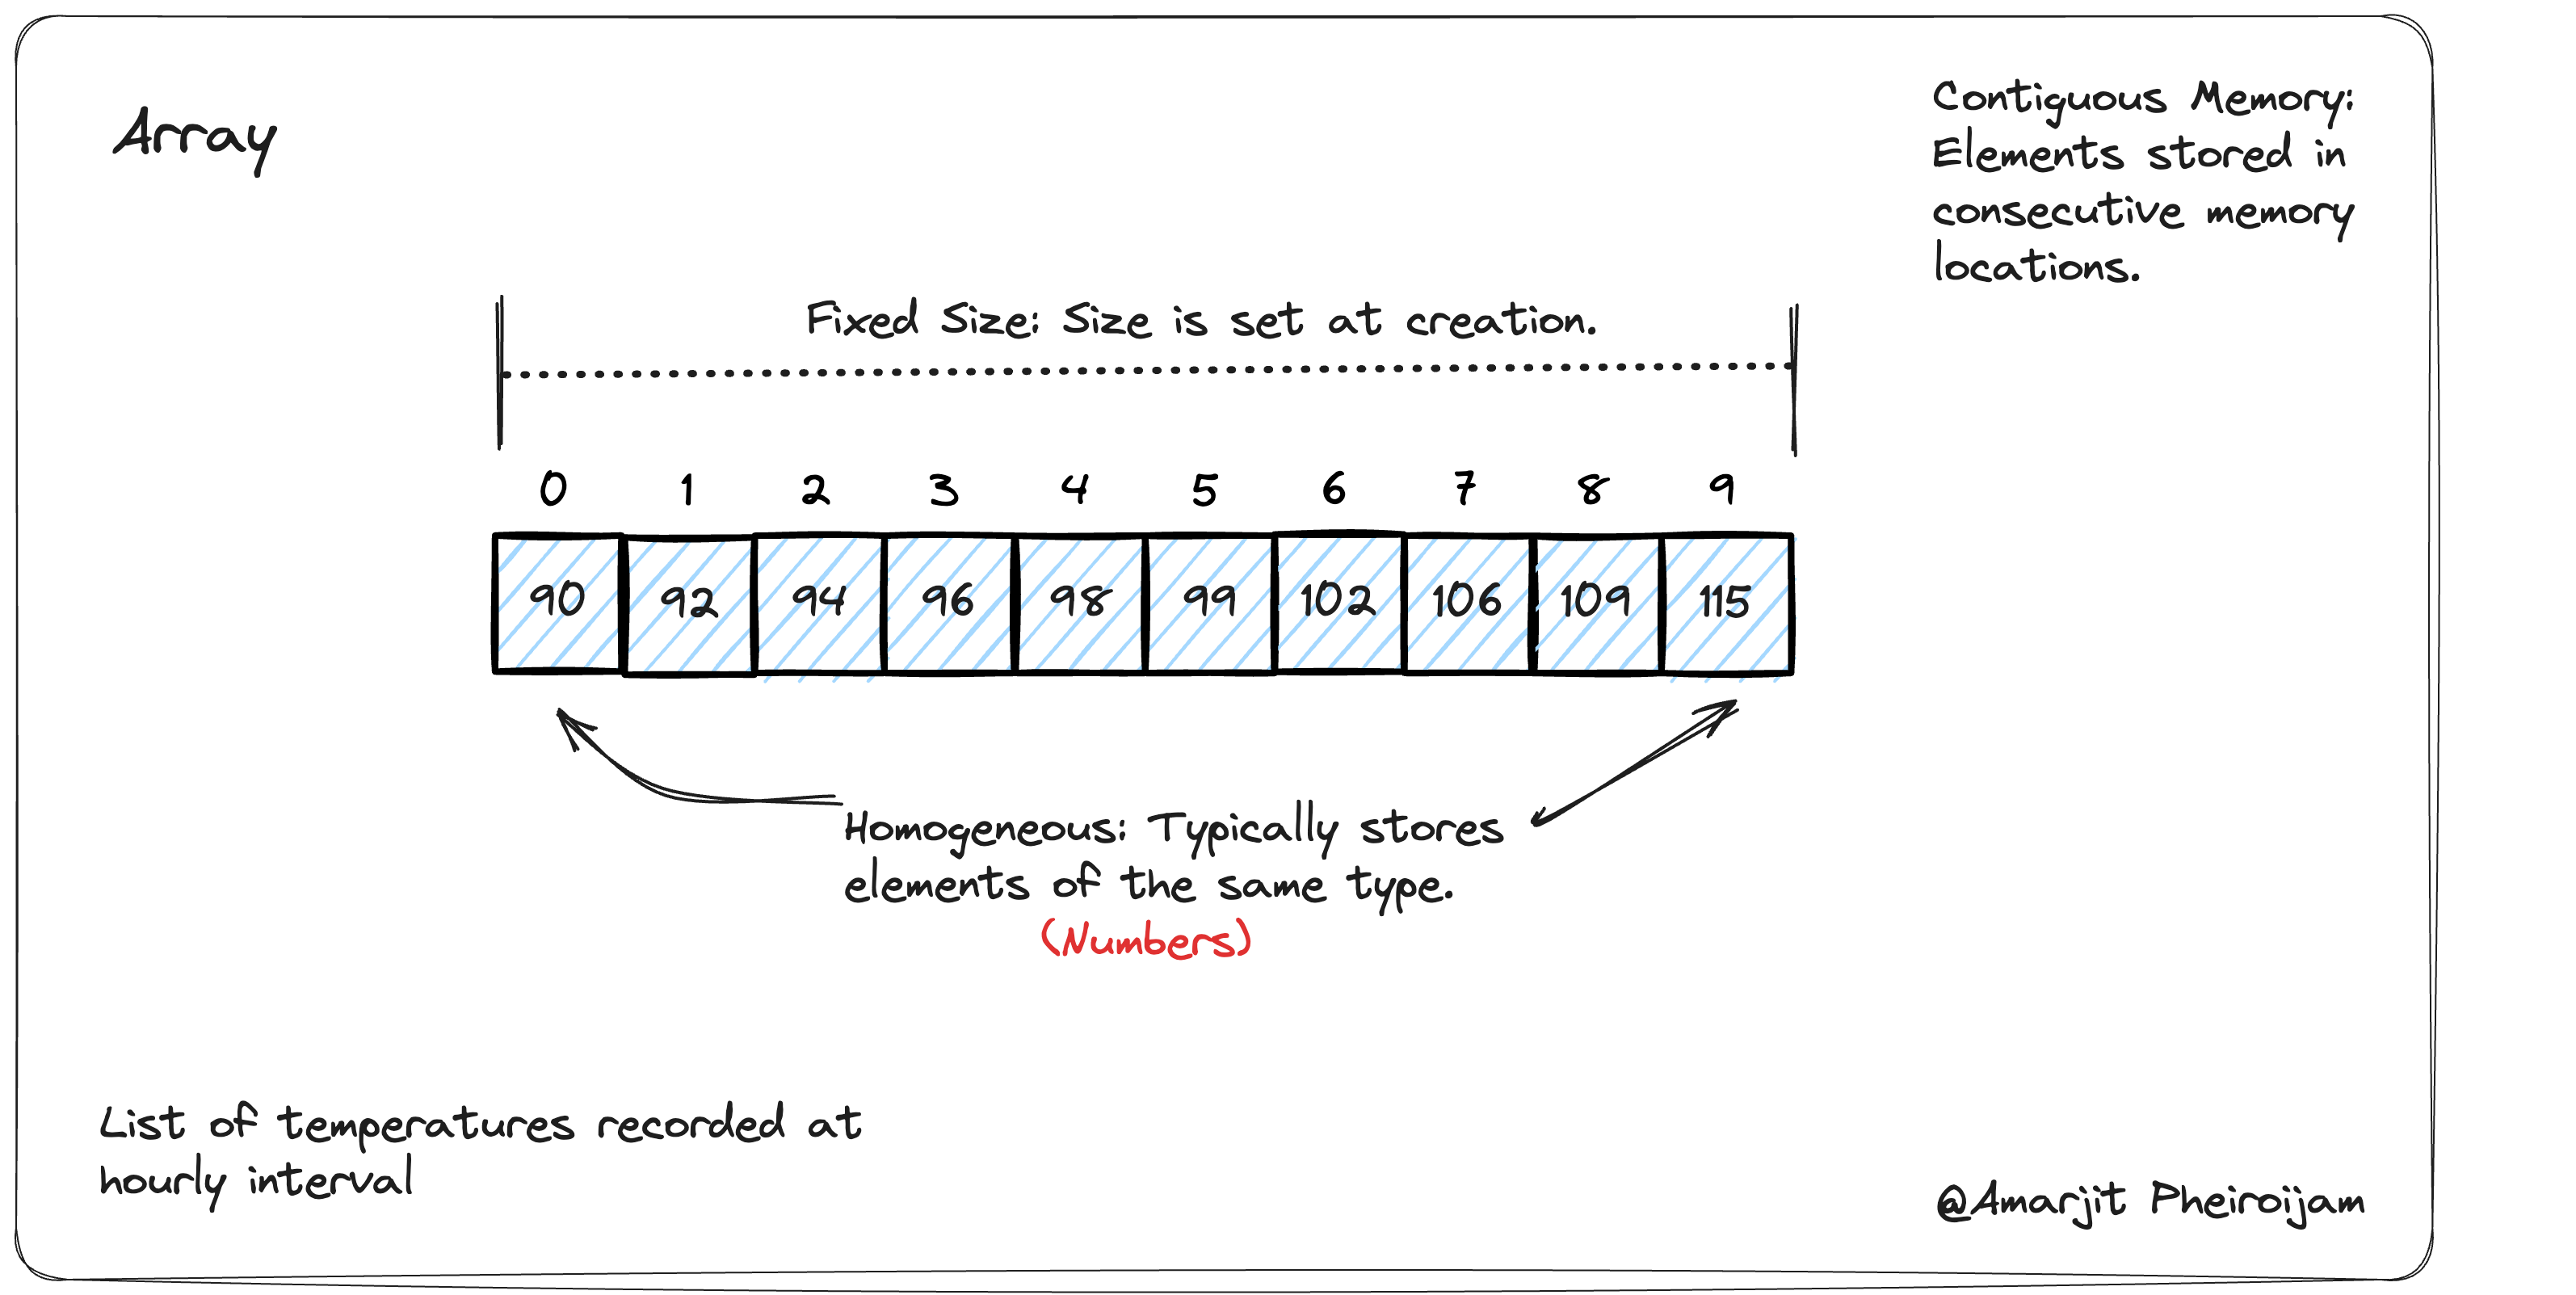 Array
Contiguous Memory:
Elements stored in
consecutive memory
locations.
Fixed Size: Size is set at creation.
0 1 2 3 4 5 6 7 8 9
90 92 94 96 98 99 102 106 109 115
Homogeneous: Typically stores
elements of the same type.
(Numbers)
List of temperatures recorded at
hourly interval
@Amarjit Pheiroijam